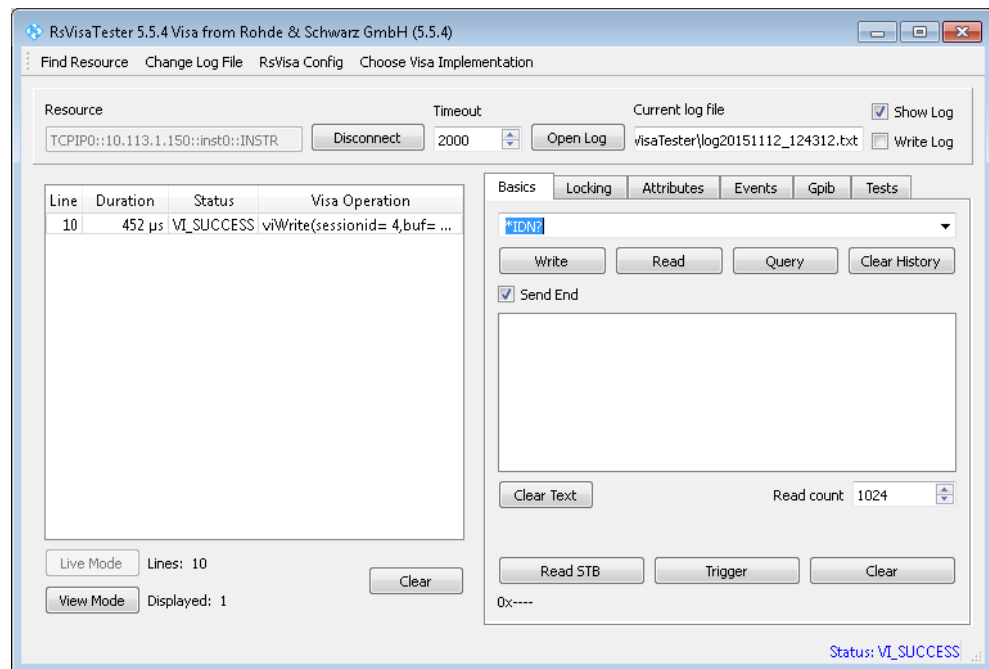 RsVisaTester 5.5.4 Visa from Rohde & Schwarz GmbH (5.5.4)
Find Resource Change Log File RsVisa Config Choose Visa Implementation
Resource Timeout Current log file Show Log
TCPIP0::10.113.1.150::inst0::INSTR Disconnect 2000 Open Log VisaTester\log20151112_124312.txt Write Log
Basics Locking Attributes Events Gpib Tests
Line Duration Status Visa Operation
10 452 µs VI_SUCCESS viWrite(sessionid= 4,buf= ...
*IDN?
Write Read Query Clear History
Send End
Clear Text Read count 1024
Live Mode Lines: 10
Clear
View Mode Displayed: 1
Read STB Trigger Clear
0x----
Status: VI_SUCCESS